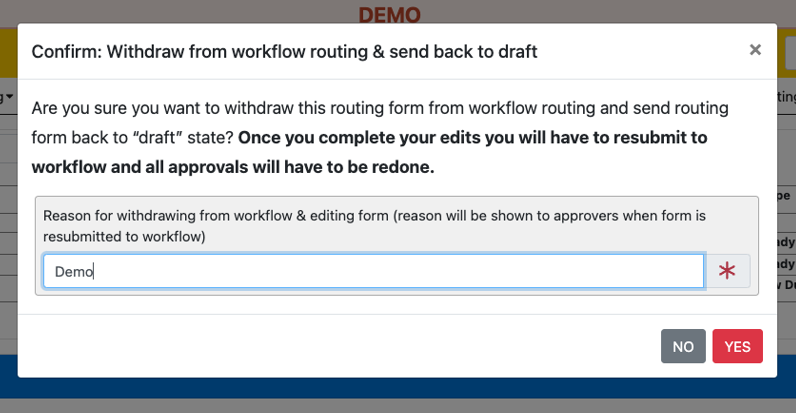 DEMO
Confirm: Withdraw from workflow routing & send back to draft
×
Are you sure you want to withdraw this routing form from workflow routing and send routing
form back to “draft” state? Once you complete your edits you will have to resubmit to
workflow and all approvals will have to be redone.
Reason for withdrawing from workflow & editing form (reason will be shown to approvers when form is
resubmitted to workflow)
Demo
NO YES